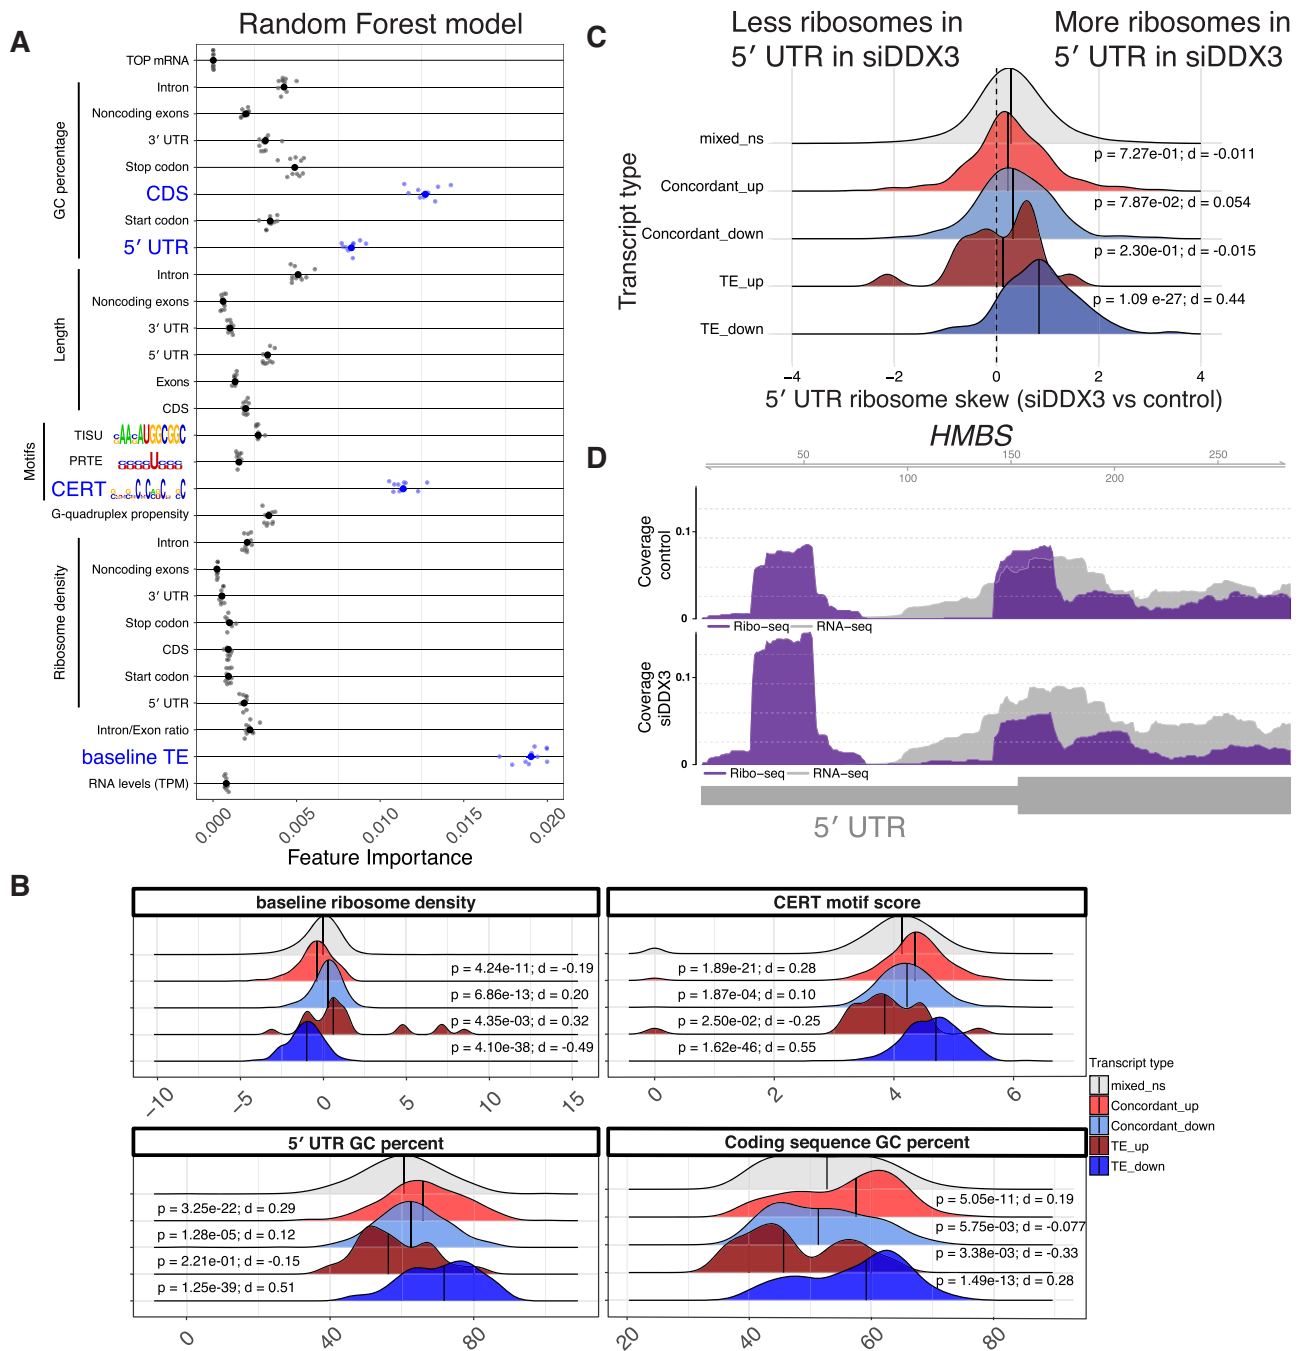 A
Random Forest model
GC percentage
Length
Motifs
Ribosome density
TOP mRNA
Intron
Noncoding exons
3′ UTR
Stop codon
CDS
Start codon
5′ UTR
Intron
Noncoding exons
3′ UTR
5′ UTR
Exons
CDS
TISU
PRTE
CERT
G-quadruplex propensity
Intron
Noncoding exons
3′ UTR
Stop codon
CDS
Start codon
5′ UTR
Intron/Exon ratio
baseline TE
RNA levels (TPM)
0.000 0.005 0.010 0.015 0.020
Feature Importance
C
Less ribosomes in
5′ UTR in siDDX3
More ribosomes in
5′ UTR in siDDX3
Transcript type
mixed_ns
p = 7.27e-01; d = -0.011
Concordant_up
p = 7.87e-02; d = 0.054
Concordant_down
p = 2.30e-01; d = -0.015
TE_up
p = 1.09 e-27; d = 0.44
TE_down
−4 −2 0 2 4
5′ UTR ribosome skew (siDDX3 vs control)
D
HMBS
50 150 250
100 200
Coverage
control
0.1
0
Ribo−seq RNA−seq
Coverage
siDDX3
0.1
0
Ribo−seq RNA−seq
5′ UTR
B
baseline ribosome density
p = 4.24e-11; d = -0.19
p = 6.86e-13; d = 0.20
p = 4.35e-03; d = 0.32
p = 4.10e-38; d = -0.49
−10 −5 0 5 10 15
CERT motif score
p = 1.89e-21; d = 0.28
p = 1.87e-04; d = 0.10
p = 2.50e-02; d = -0.25
p = 1.62e-46; d = 0.55
0 2 4 6
5′ UTR GC percent
p = 3.25e-22; d = 0.29
p = 1.28e-05; d = 0.12
p = 2.21e-01; d = -0.15
p = 1.25e-39; d = 0.51
0 40 80
Coding sequence GC percent
p = 5.05e-11; d = 0.19
p = 5.75e-03; d = -0.077
p = 3.38e-03; d = -0.33
p = 1.49e-13; d = 0.28
20 40 60 80
Transcript type
mixed_ns
Concordant_up
Concordant_down
TE_up
TE_down